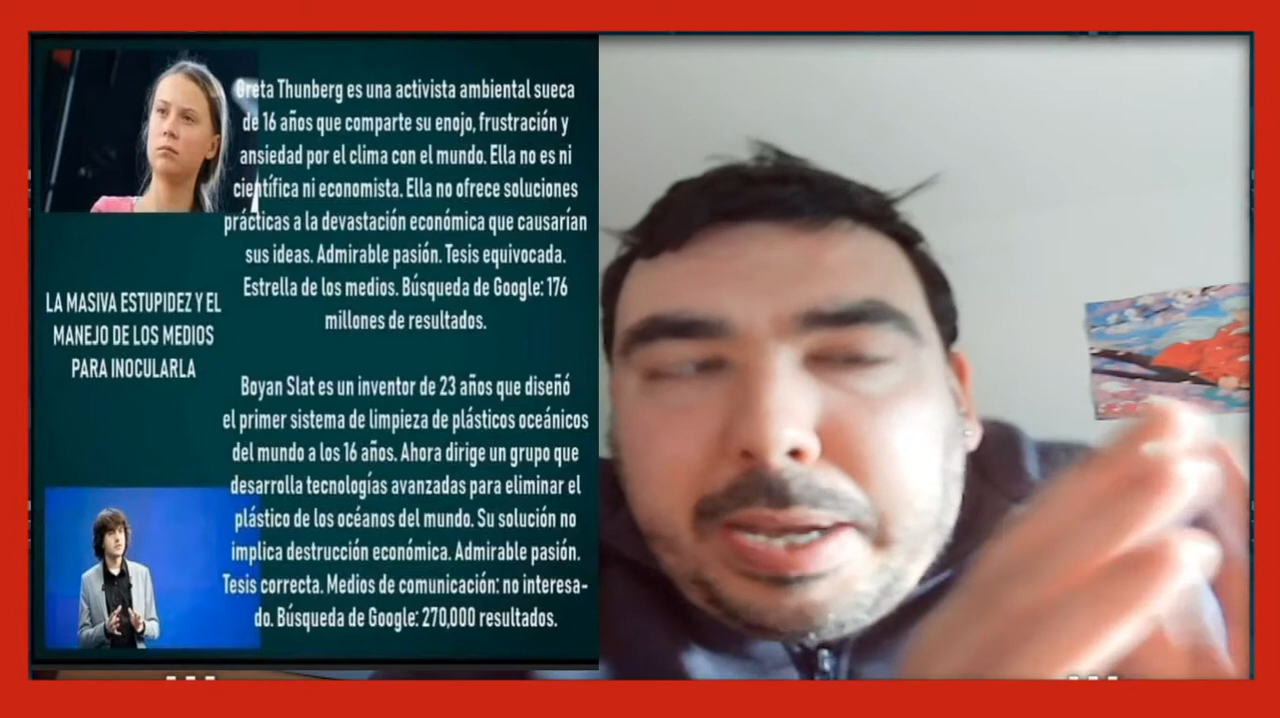 Greta Thunberg es una activista ambiental sueca
de 16 años que comparte su enojo, frustración y
ansiedad por el clima con el mundo. Ella no es ni
científica ni economista. Ella no ofrece soluciones
prácticas a la devastación económica que causarían
sus ideas. Admirable pasión. Tesis equivocada.
Estrella de los medios. Búsqueda de Google: 176
millones de resultados.
LA MASIVA ESTUPIDEZ Y EL
MANEJO DE LOS MEDIOS
PARA INOCULARLA
Boyan Slat es un inventor de 23 años que diseñó
el primer sistema de limpieza de plásticos oceánicos
del mundo a los 16 años. Ahora dirige un grupo que
desarrolla tecnologías avanzadas para eliminar el
plástico de los océanos del mundo. Su solución no
implica destrucción económica. Admirable pasión.
Tesis correcta. Medios de comunicación: no interesa-
do. Búsqueda de Google: 270,000 resultados.